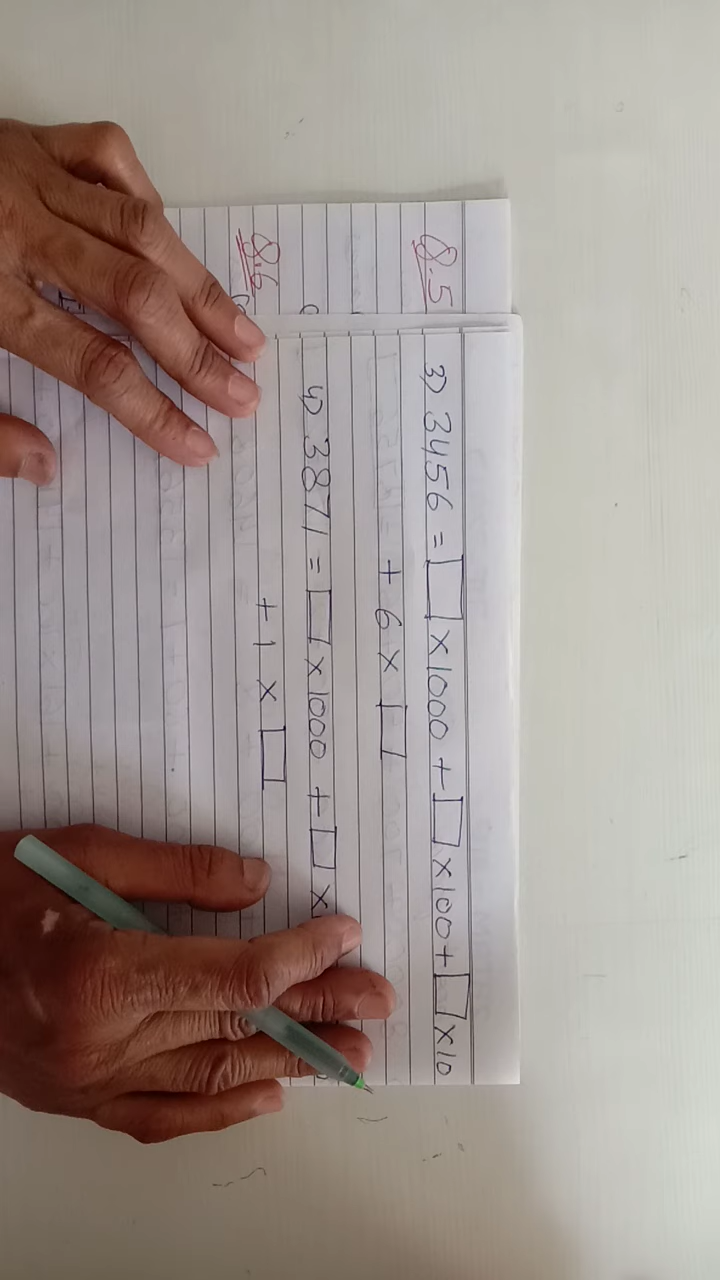 Q.5
3) 3456 = □ × 1000 + □ × 100 + □ × 10
+ 6 × □
4) 3871 = □ × 1000 + □ ×
+ 1 × □
Q.6